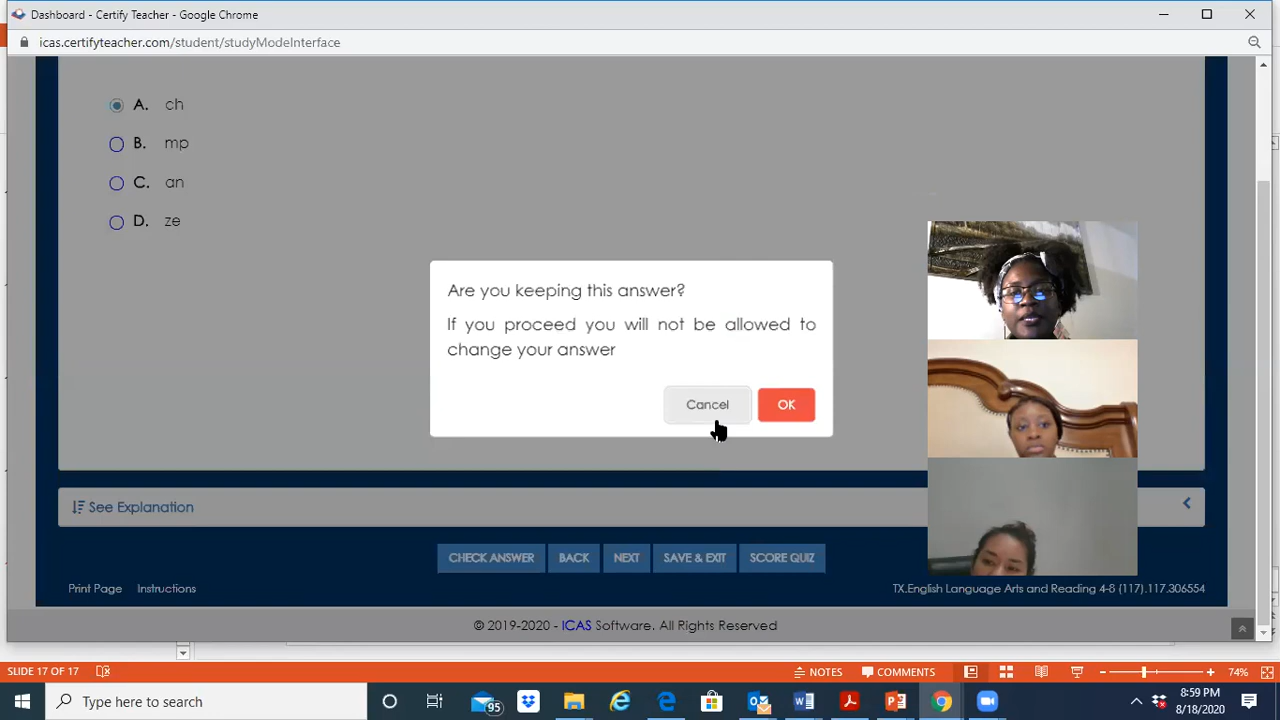 Dashboard - Certify Teacher - Google Chrome
icas.certifyteacher.com/student/studyModeInterface
A. ch
B. mp
C. an
D. ze
Are you keeping this answer?
If you proceed you will not be allowed to
change your answer
Cancel OK
See Explanation
CHECK ANSWER BACK NEXT SAVE & EXIT SCORE QUIZ
Print Page Instructions TX.English Language Arts and Reading 4-8 (117).117.306554
© 2019-2020 - ICAS Software. All Rights Reserved
SLIDE 17 OF 17 NOTES COMMENTS 74%
Type here to search 95 8:59 PM
8/18/2020